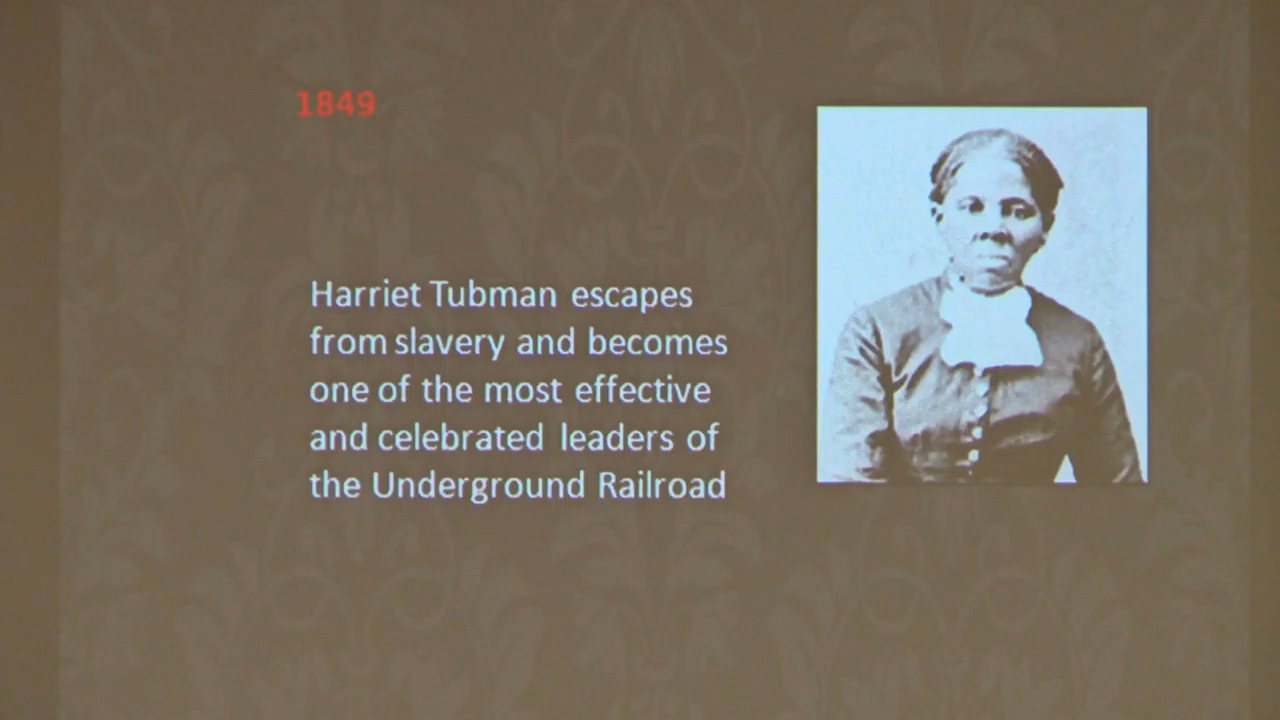 1849
Harriet Tubman escapes
from slavery and becomes
one of the most effective
and celebrated leaders of
the Underground Railroad